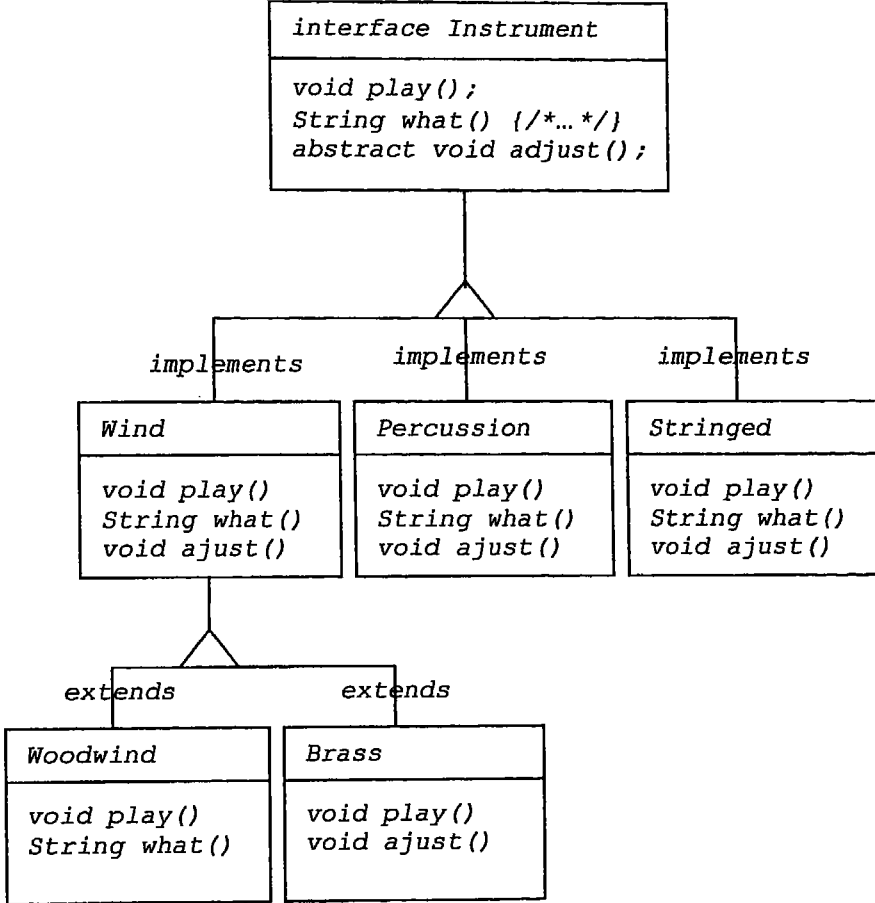 interface Instrument
void play();
String what() {/*…*/}
abstract void adjust();
implements
implements
implements
Wind
void play()
String what()
void ajust()
Percussion
void play()
String what()
void ajust()
Stringed
void play()
String what()
void ajust()
extends
extends
Woodwind
void play()
String what()
Brass
void play()
void ajust()